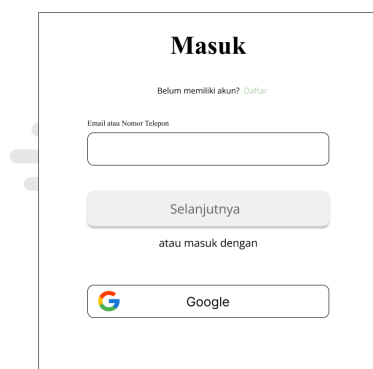 Masuk
Belum memiliki akun? Daftar
Email atau Nomor Telepon
Selanjutnya
atau masuk dengan
Google